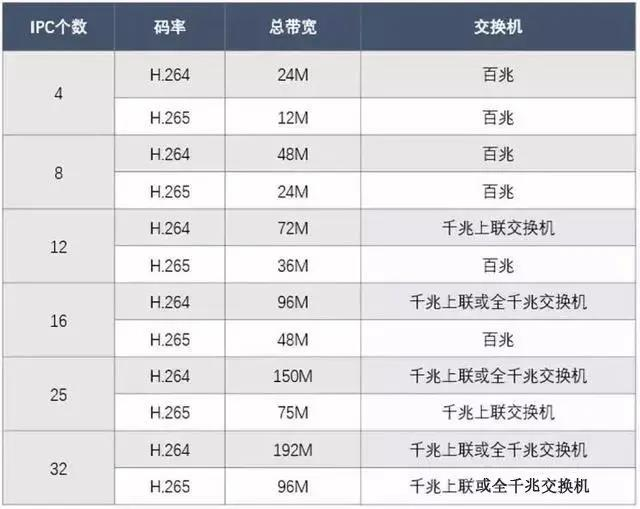 IPC个数 码率 总带宽 交换机
4 H.264 24M 百兆
H.265 12M 百兆
8 H.264 48M 百兆
H.265 24M 百兆
12 H.264 72M 千兆上联交换机
H.265 36M 百兆
16 H.264 96M 千兆上联或全千兆交换机
H.265 48M 百兆
25 H.264 150M 千兆上联或全千兆交换机
H.265 75M 千兆上联交换机
32 H.264 192M 千兆上联或全千兆交换机
H.265 96M 千兆上联或全千兆交换机